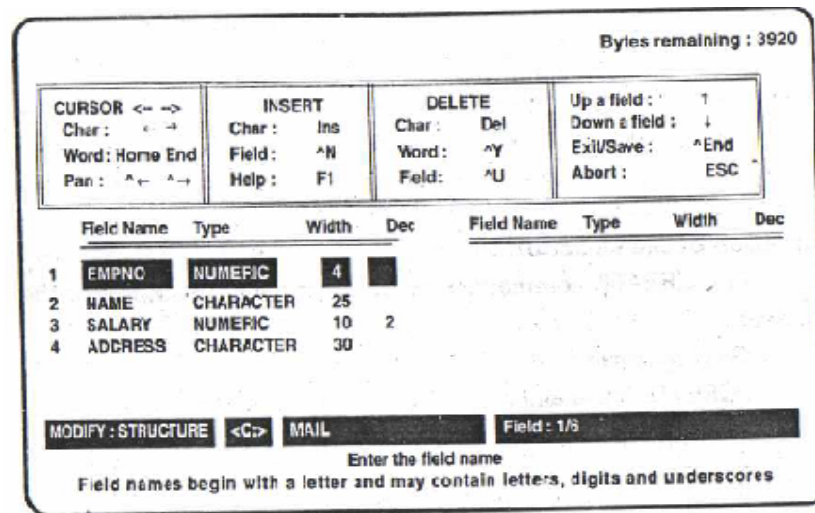 Bytes remaining : 3920
CURSOR <-- -->
Char : ← →
Word : Home End
Pan : ^← ^→
INSERT
Char : Ins
Field : ^N
Help : F1
DELETE
Char : Del
Word : ^Y
Field : ^U
Up a field : ↑
Down a field : ↓
Exit/Save : ^End
Abort : ESC
Field Name Type Width Dec Field Name Type Width Dec
1 EMPNO NUMERIC 4
2 NAME CHARACTER 25
3 SALARY NUMERIC 10 2
4 ADDRESS CHARACTER 30
MODIFY : STRUCTURE <C:> MAIL Field : 1/6
Enter the field name
Field names begin with a letter and may contain letters, digits and underscores